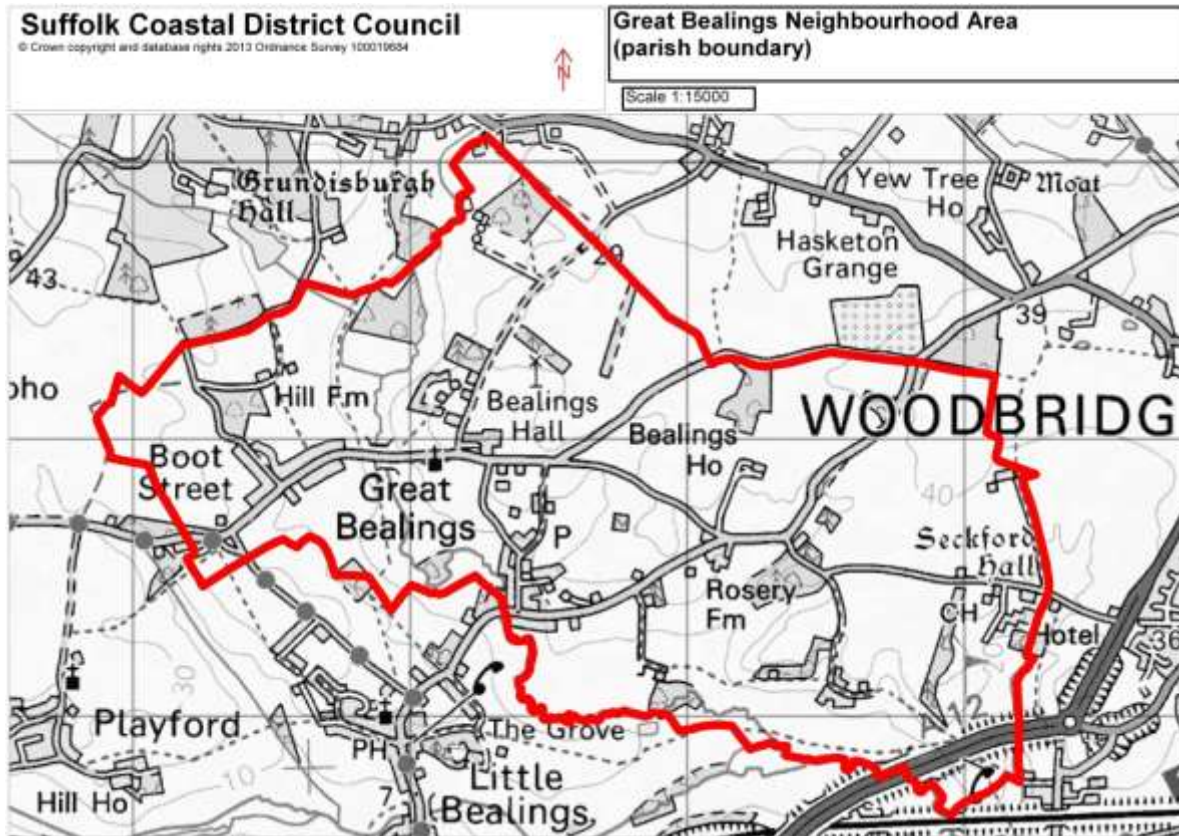 Suffolk Coastal District Council
© Crown copyright and database rights 2013 Ordnance Survey 100019684
N
Great Bealings Neighbourhood Area
(parish boundary)
Scale 1:15000
Grundisburgh
Hall
Yew Tree
Ho
Moat
Hasketon
Grange
43
29
39
oho
Hill Fm
Bealings
Hall
WOODBRIDG
Boot
Street
Bealings
Ho
Great
Bealings
40
P
Seckford
Hall
Rosery
Fm
CH
Hotel
36
30
12
Playford
PH
The Grove
Little
Bealings
Hill Ho
10
7